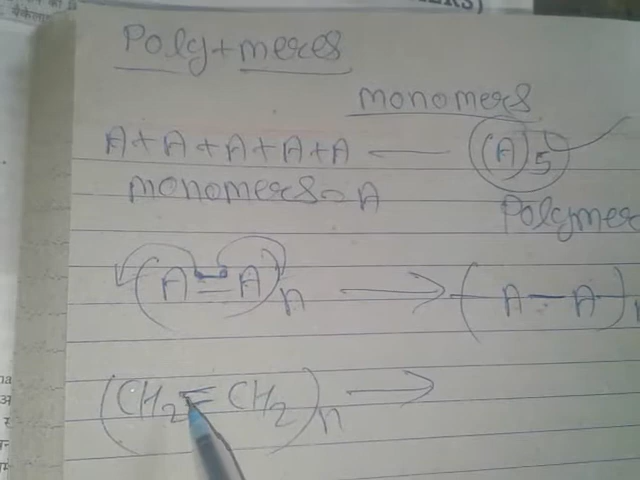 Poly+meres
monomers
A+A+A+A+A — (A)5
monomers=A
Polymer
(A=A)n → (-A-A-)n
(CH2=CH2)n →